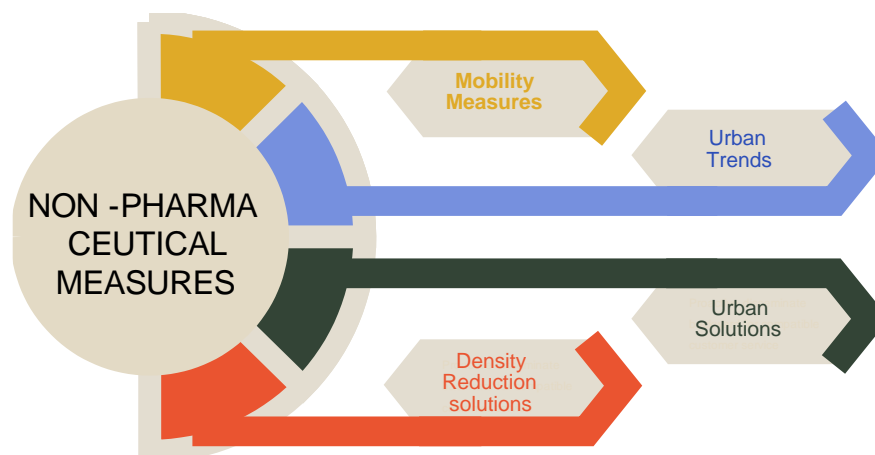 NON -PHARMA
CEUTICAL
MEASURES
Mobility
Measures
Urban
Trends
Urban
Solutions
Density
Reduction
solutions